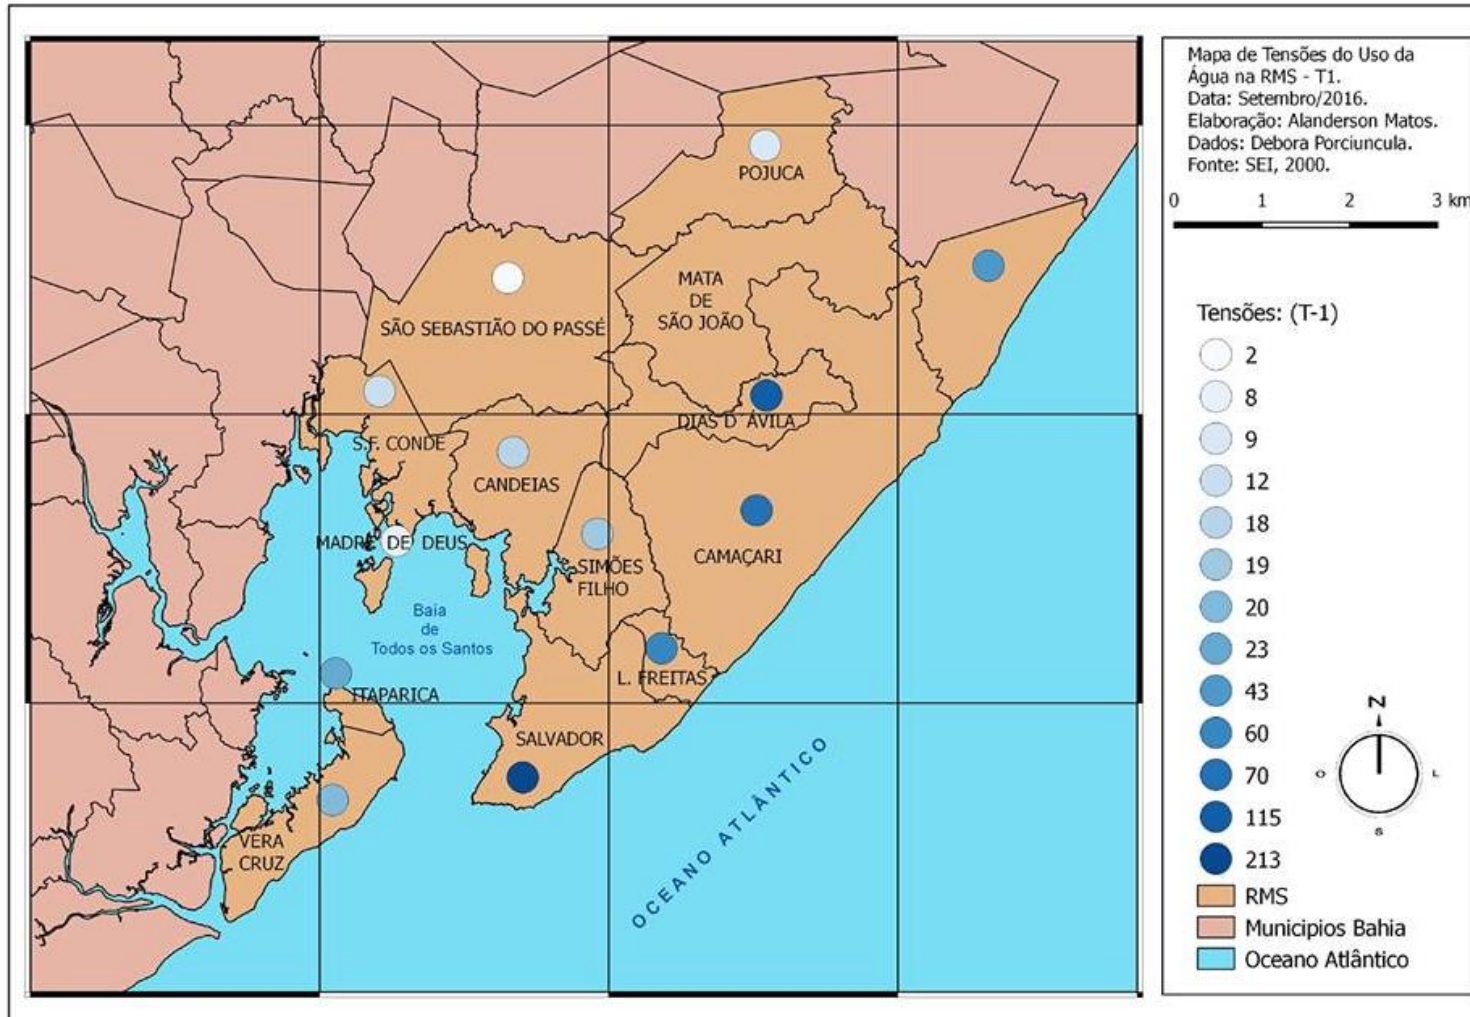 Mapa de Tensões do Uso da
Água na RMS - T1.
Data: Setembro/2016.
Elaboração: Alanderson Matos.
Dados: Debora Porciuncula.
Fonte: SEI, 2000.
0 1 2 3 km
POJUCA
MATA
DE
SÃO JOÃO
SÃO SEBASTIÃO DO PASSÉ
DIAS D´ÁVILA
S.F. CONDE
CANDEIAS
MADRE DE DEUS
CAMAÇARI
SIMÕES
FILHO
Baía
de
Todos os Santos
L. FREITAS
ITAPARICA
SALVADOR
VERA
CRUZ
OCEANO ATLÂNTICO
Tensões: (T-1)
2
8
9
12
18
19
20
23
43
60
70
115
213
RMS
Municipios Bahia
Oceano Atlântico
N
O
L
S